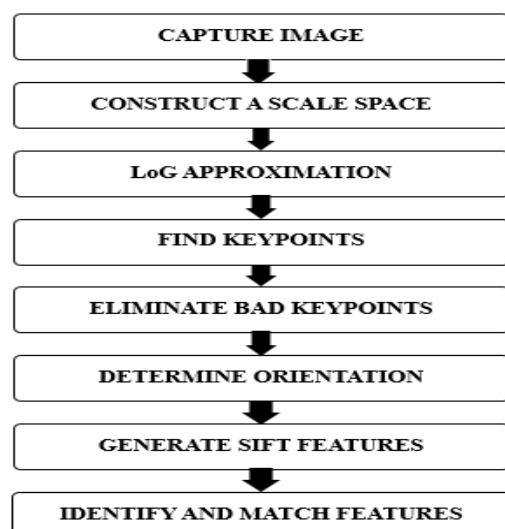 CAPTURE IMAGE
CONSTRUCT A SCALE SPACE
LoG APPROXIMATION
FIND KEYPOINTS
ELIMINATE BAD KEYPOINTS
DETERMINE ORIENTATION
GENERATE SIFT FEATURES
IDENTIFY AND MATCH FEATURES